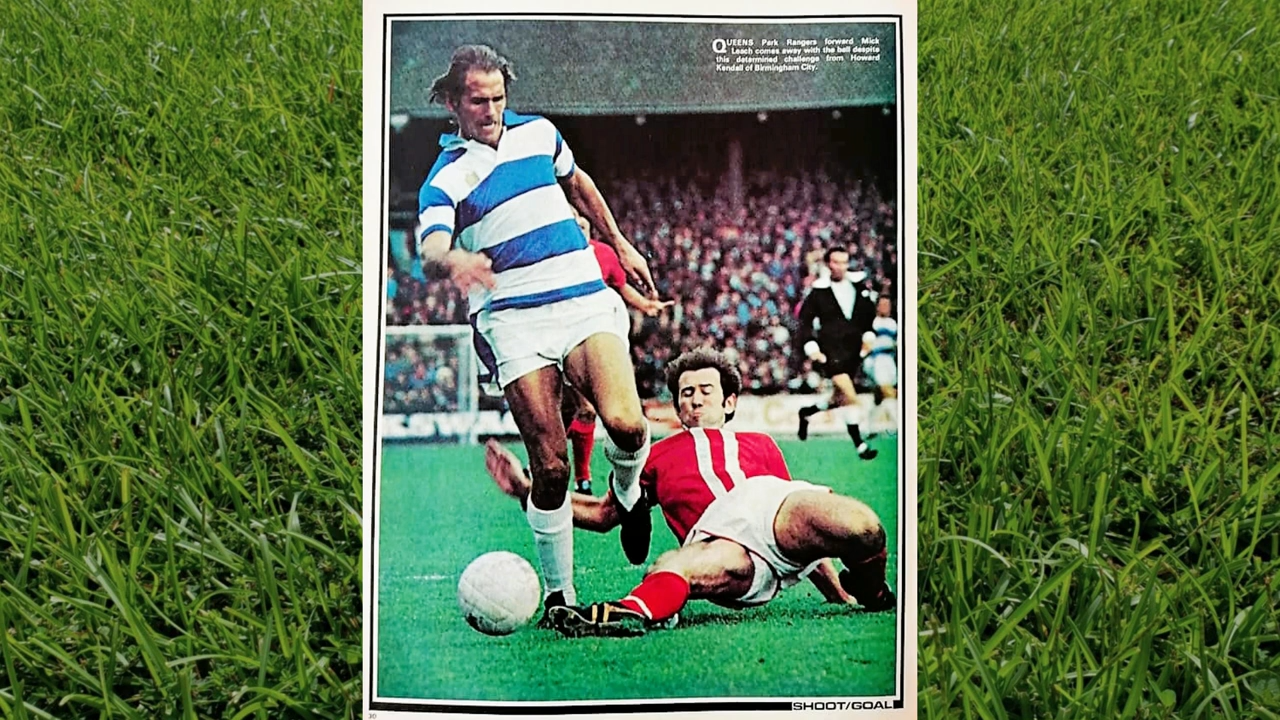 QUEENS Park Rangers forward Mick
Leach comes away with the ball despite
this determined challenge from Howard
Kendall of Birmingham City.
SHOOT/GOAL
30